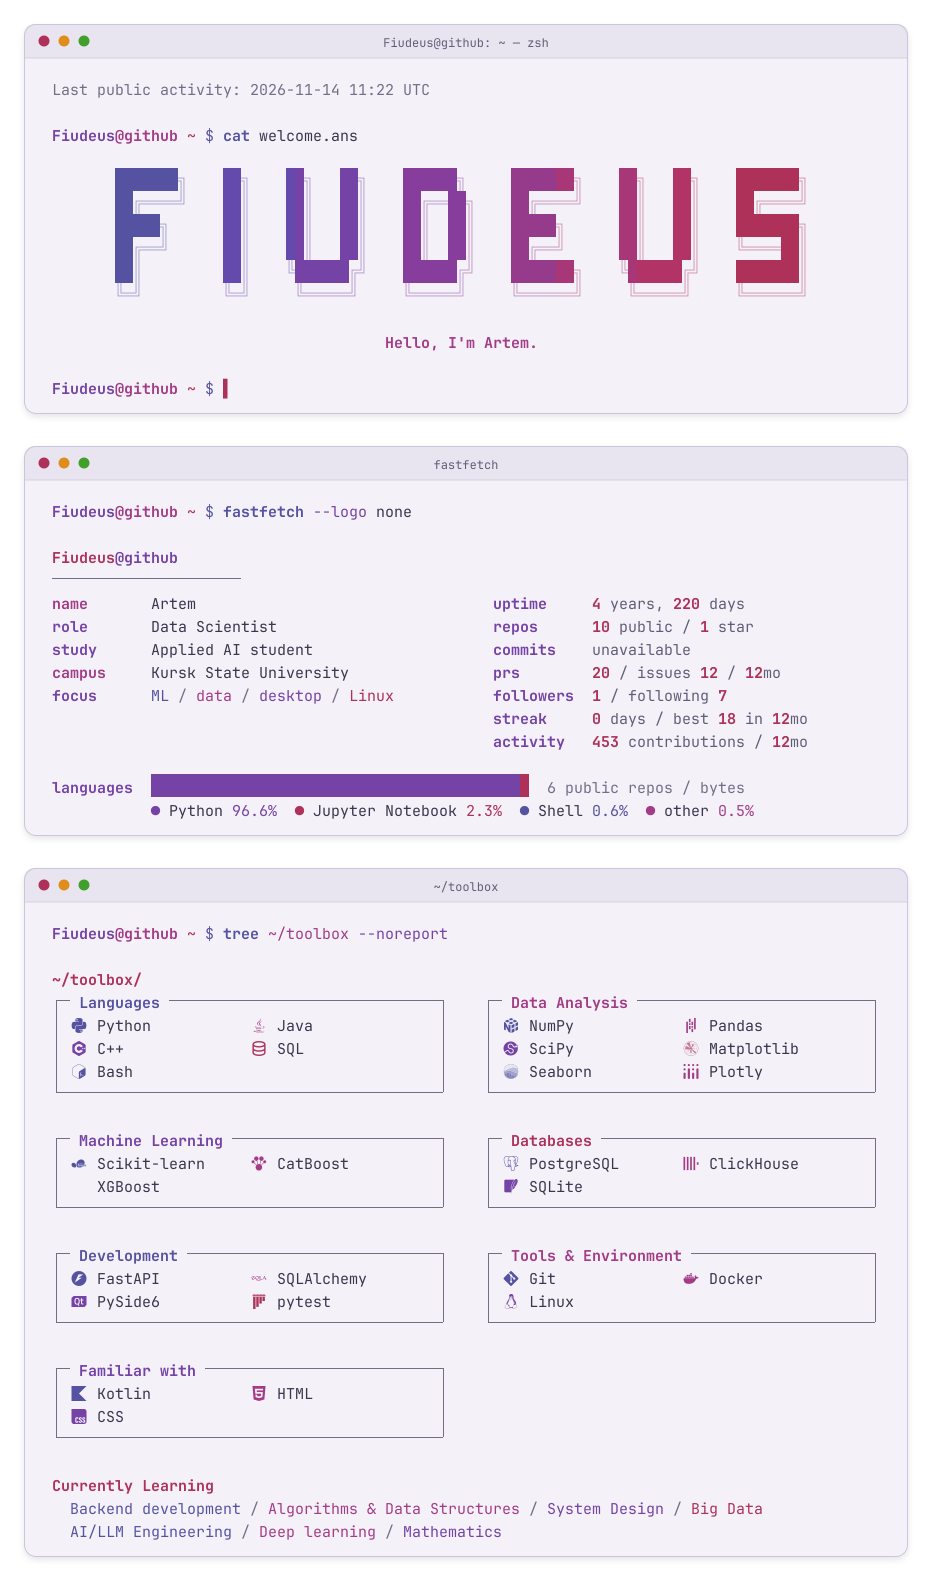 Fiudeus@github: ~ — zsh
Last public activity: 2026-11-14 11:22 UTC
Fiudeus@github ~ $ cat welcome.ans
FIUDEUS
Hello, I'm Artem.
Fiudeus@github ~ $
fastfetch
Fiudeus@github ~ $ fastfetch --logo none
Fiudeus@github
name Artem
role Data Scientist
study Applied AI student
campus Kursk State University
focus ML / data / desktop / Linux
uptime 4 years, 220 days
repos 10 public / 1 star
commits unavailable
prs 20 / issues 12 / 12mo
followers 1 / following 7
streak 0 days / best 18 in 12mo
activity 453 contributions / 12mo
languages 6 public repos / bytes
Python 96.6% Jupyter Notebook 2.3% Shell 0.6% other 0.5%
~/toolbox
Fiudeus@github ~ $ tree ~/toolbox --noreport
~/toolbox/
Languages
Python Java
C++ SQL
Bash
Data Analysis
NumPy Pandas
SciPy Matplotlib
Seaborn Plotly
Machine Learning
Scikit-learn CatBoost
XGBoost
Databases
PostgreSQL ClickHouse
SQLite
Development
FastAPI SQLAlchemy
PySide6 pytest
Tools & Environment
Git Docker
Linux
Familiar with
Kotlin HTML
CSS
Currently Learning
Backend development / Algorithms & Data Structures / System Design / Big Data
AI/LLM Engineering / Deep learning / Mathematics